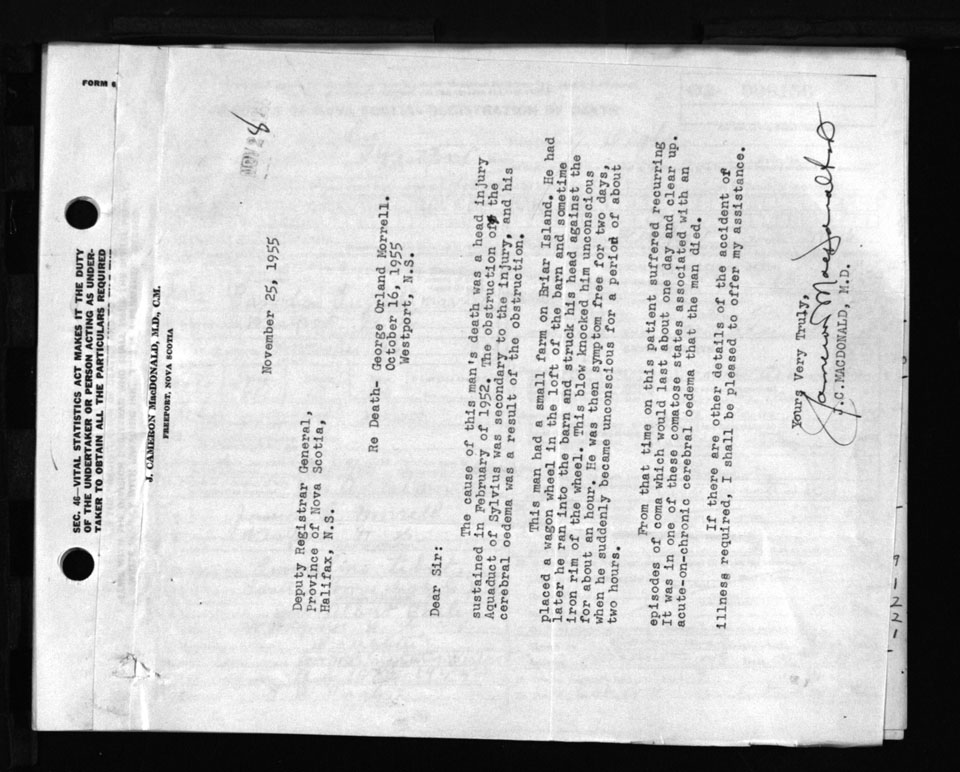 FORM 6
SEC. 46—VITAL STATISTICS ACT MAKES IT THE DUTY
OF THE UNDERTAKER OR PERSON ACTING AS UNDER-
TAKER TO OBTAIN ALL THE PARTICULARS REQUIRED
J. CAMERON MacDONALD, M.D., C.M.
FREEPORT, NOVA SCOTIA
NOV 28
November 25, 1955
Deputy Registrar General,
Province of Nova Scotia,
Halifax, N.S.
Re Death- George Orland Morrell.
October 16, 1955
Westport, N.S.
Dear Sir:
The cause of this man's death was a head injury
sustained in February of 1952. The obstruction of the
Aquaduct of Sylvius was secondary to the injury, and his
cerebral oedema was a result of the obstruction.
This man had a small farm on Briar Island. He had
placed a wagon wheel in the loft of the barn and sometime
later he ran into the barn and struck his head against the
iron rim of the wheel. This blow knocked him unconscious
for about an hour. He was then symptom free for two days,
when he suddenly became unconscious for a period of about
two hours.
From that time on this patient suffered recurring
episodes of coma which would last about one day and clear up.
It was in one of these comatose states associated with an
acute-on-chronic cerebral oedema that the man died.
If there are other details of the accident of
illness required, I shall be pleased to offer my assistance.
Yours Very Truly,
J.C. MACDONALD, M.D.